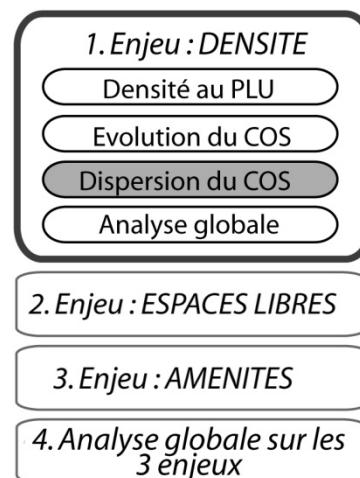 1. Enjeu : DENSITE
Densité au PLU
Evolution du COS
Dispersion du COS
Analyse globale
2. Enjeu : ESPACES LIBRES
3. Enjeu : AMENITES
4. Analyse globale sur les
3 enjeux